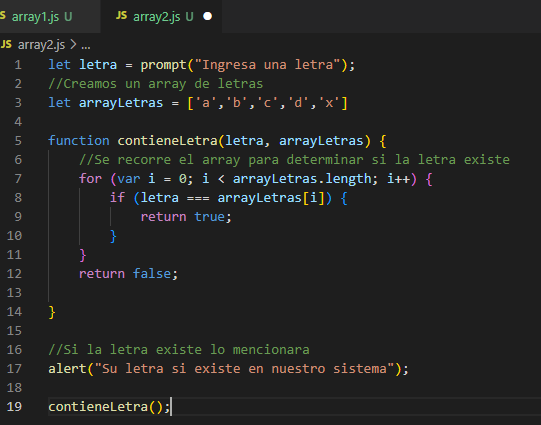 JS array1.js U JS array2.js U
JS array2.js > ...
1 let letra = prompt("Ingresa una letra");
2 //Creamos un array de letras
3 let arrayLetras = ['a','b','c','d','x']
4
5 function contieneLetra(letra, arrayLetras) {
6     //Se recorre el array para determinar si la letra existe
7     for (var i = 0; i < arrayLetras.length; i++) {
8         if (letra === arrayLetras[i]) {
9             return true;
10         }
11     }
12     return false;
13
14 }
15
16 //Si la letra existe lo mencionara
17 alert("Su letra si existe en nuestro sistema");
18
19 contieneLetra();